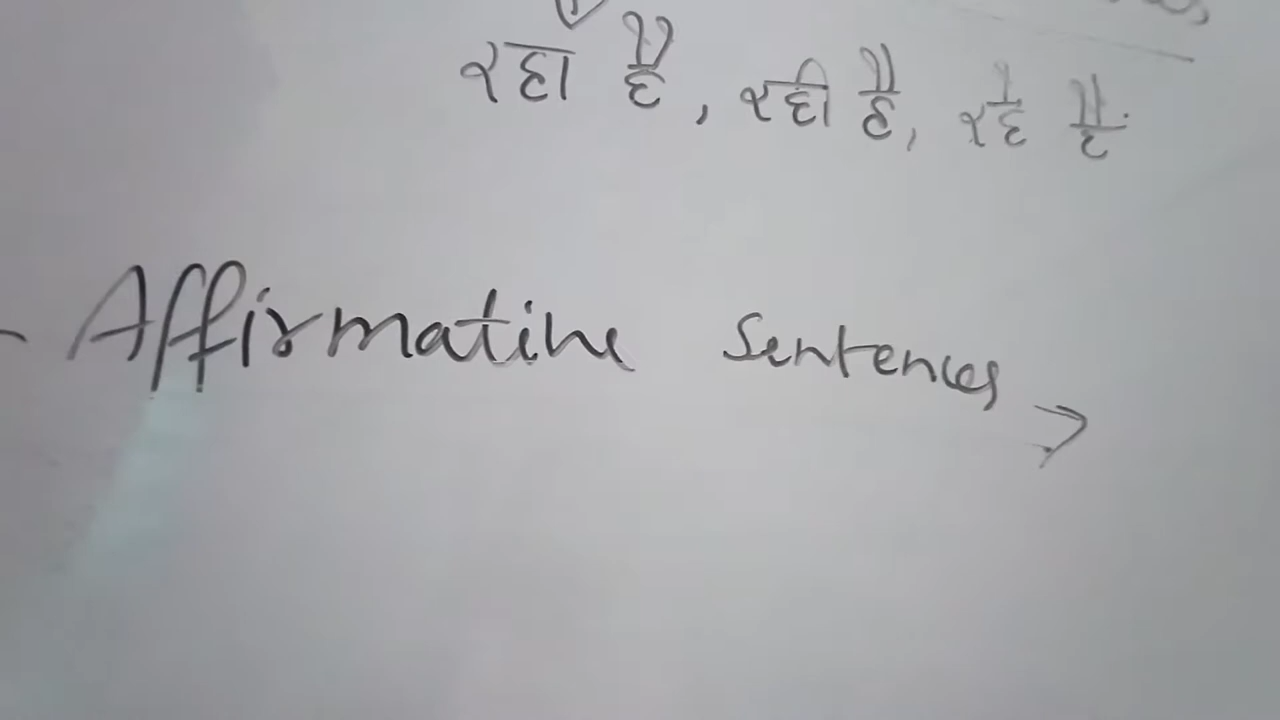 रहा है, रही है, रहे है.
Affirmative Sentences →